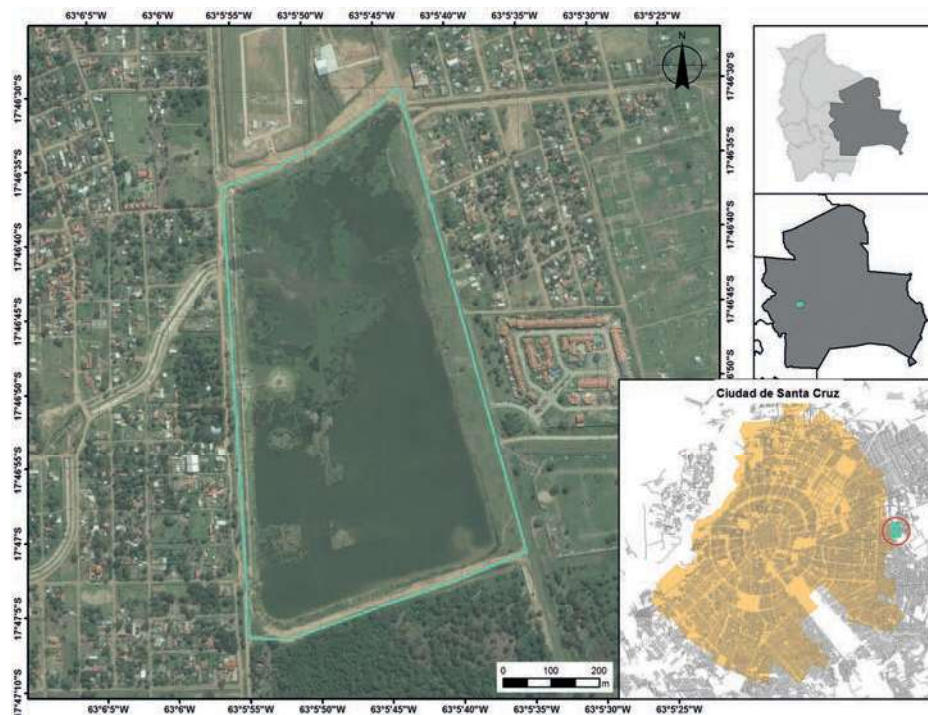 63°6'5"W 63°6'W 63°5'55"W 63°5'50"W 63°5'45"W 63°5'40"W 63°5'35"W 63°5'30"W 63°5'25"W
N
17°46'30"S
17°46'35"S
17°46'40"S
17°46'45"S
17°46'50"S
17°46'55"S
17°47'S
17°47'5"S
17°47'10"S
17°46'30"S
17°46'35"S
17°46'40"S
17°46'45"S
°46'50"S
Ciudad de Santa Cruz
0 100 200
m
63°6'5"W 63°6'W 63°5'55"W 63°5'50"W 63°5'45"W 63°5'40"W 63°5'35"W 63°5'30"W 63°5'25"W